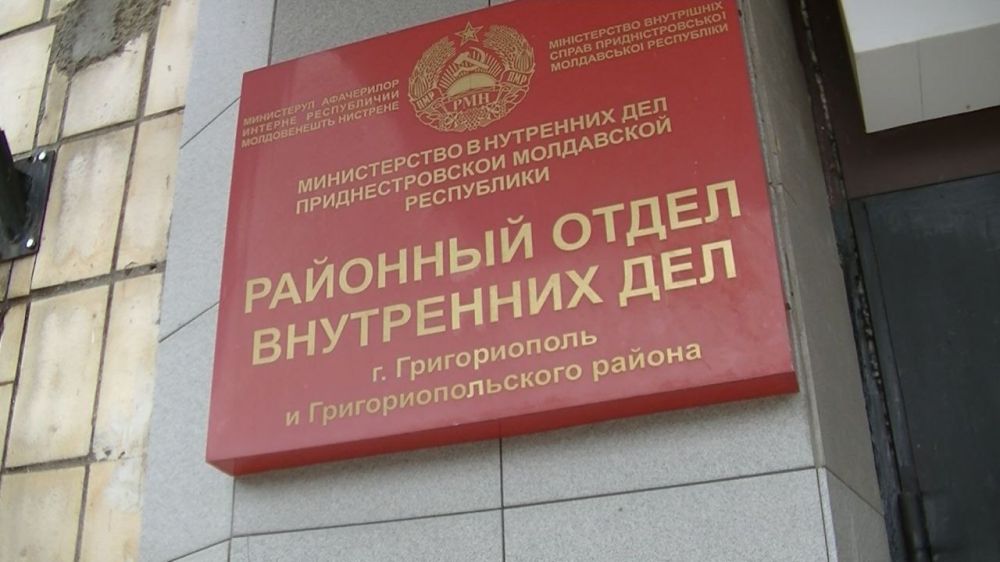 МИНИСТЕРУЛ АФАЧЕРИЛОР
ИНТЕРНЕ РЕПУБЛИЧИИ
МОЛДОВЕНЕШТЬ НИСТРЕНЕ
ПМР
РМН
ПМР
МІНІСТЕРСТВО ВНУТРІШНІХ
СПРАВ ПРИДНІСТРОВСЬКОЇ
МОЛДАВСЬКОЇ РЕСПУБЛІКИ
МИНИСТЕРСТВО ВНУТРЕННИХ ДЕЛ
ПРИДНЕСТРОВСКОЙ МОЛДАВСКОЙ
РЕСПУБЛИКИ
РАЙОННЫЙ ОТДЕЛ
ВНУТРЕННИХ ДЕЛ
г. Григориополь
и Григориопольского района